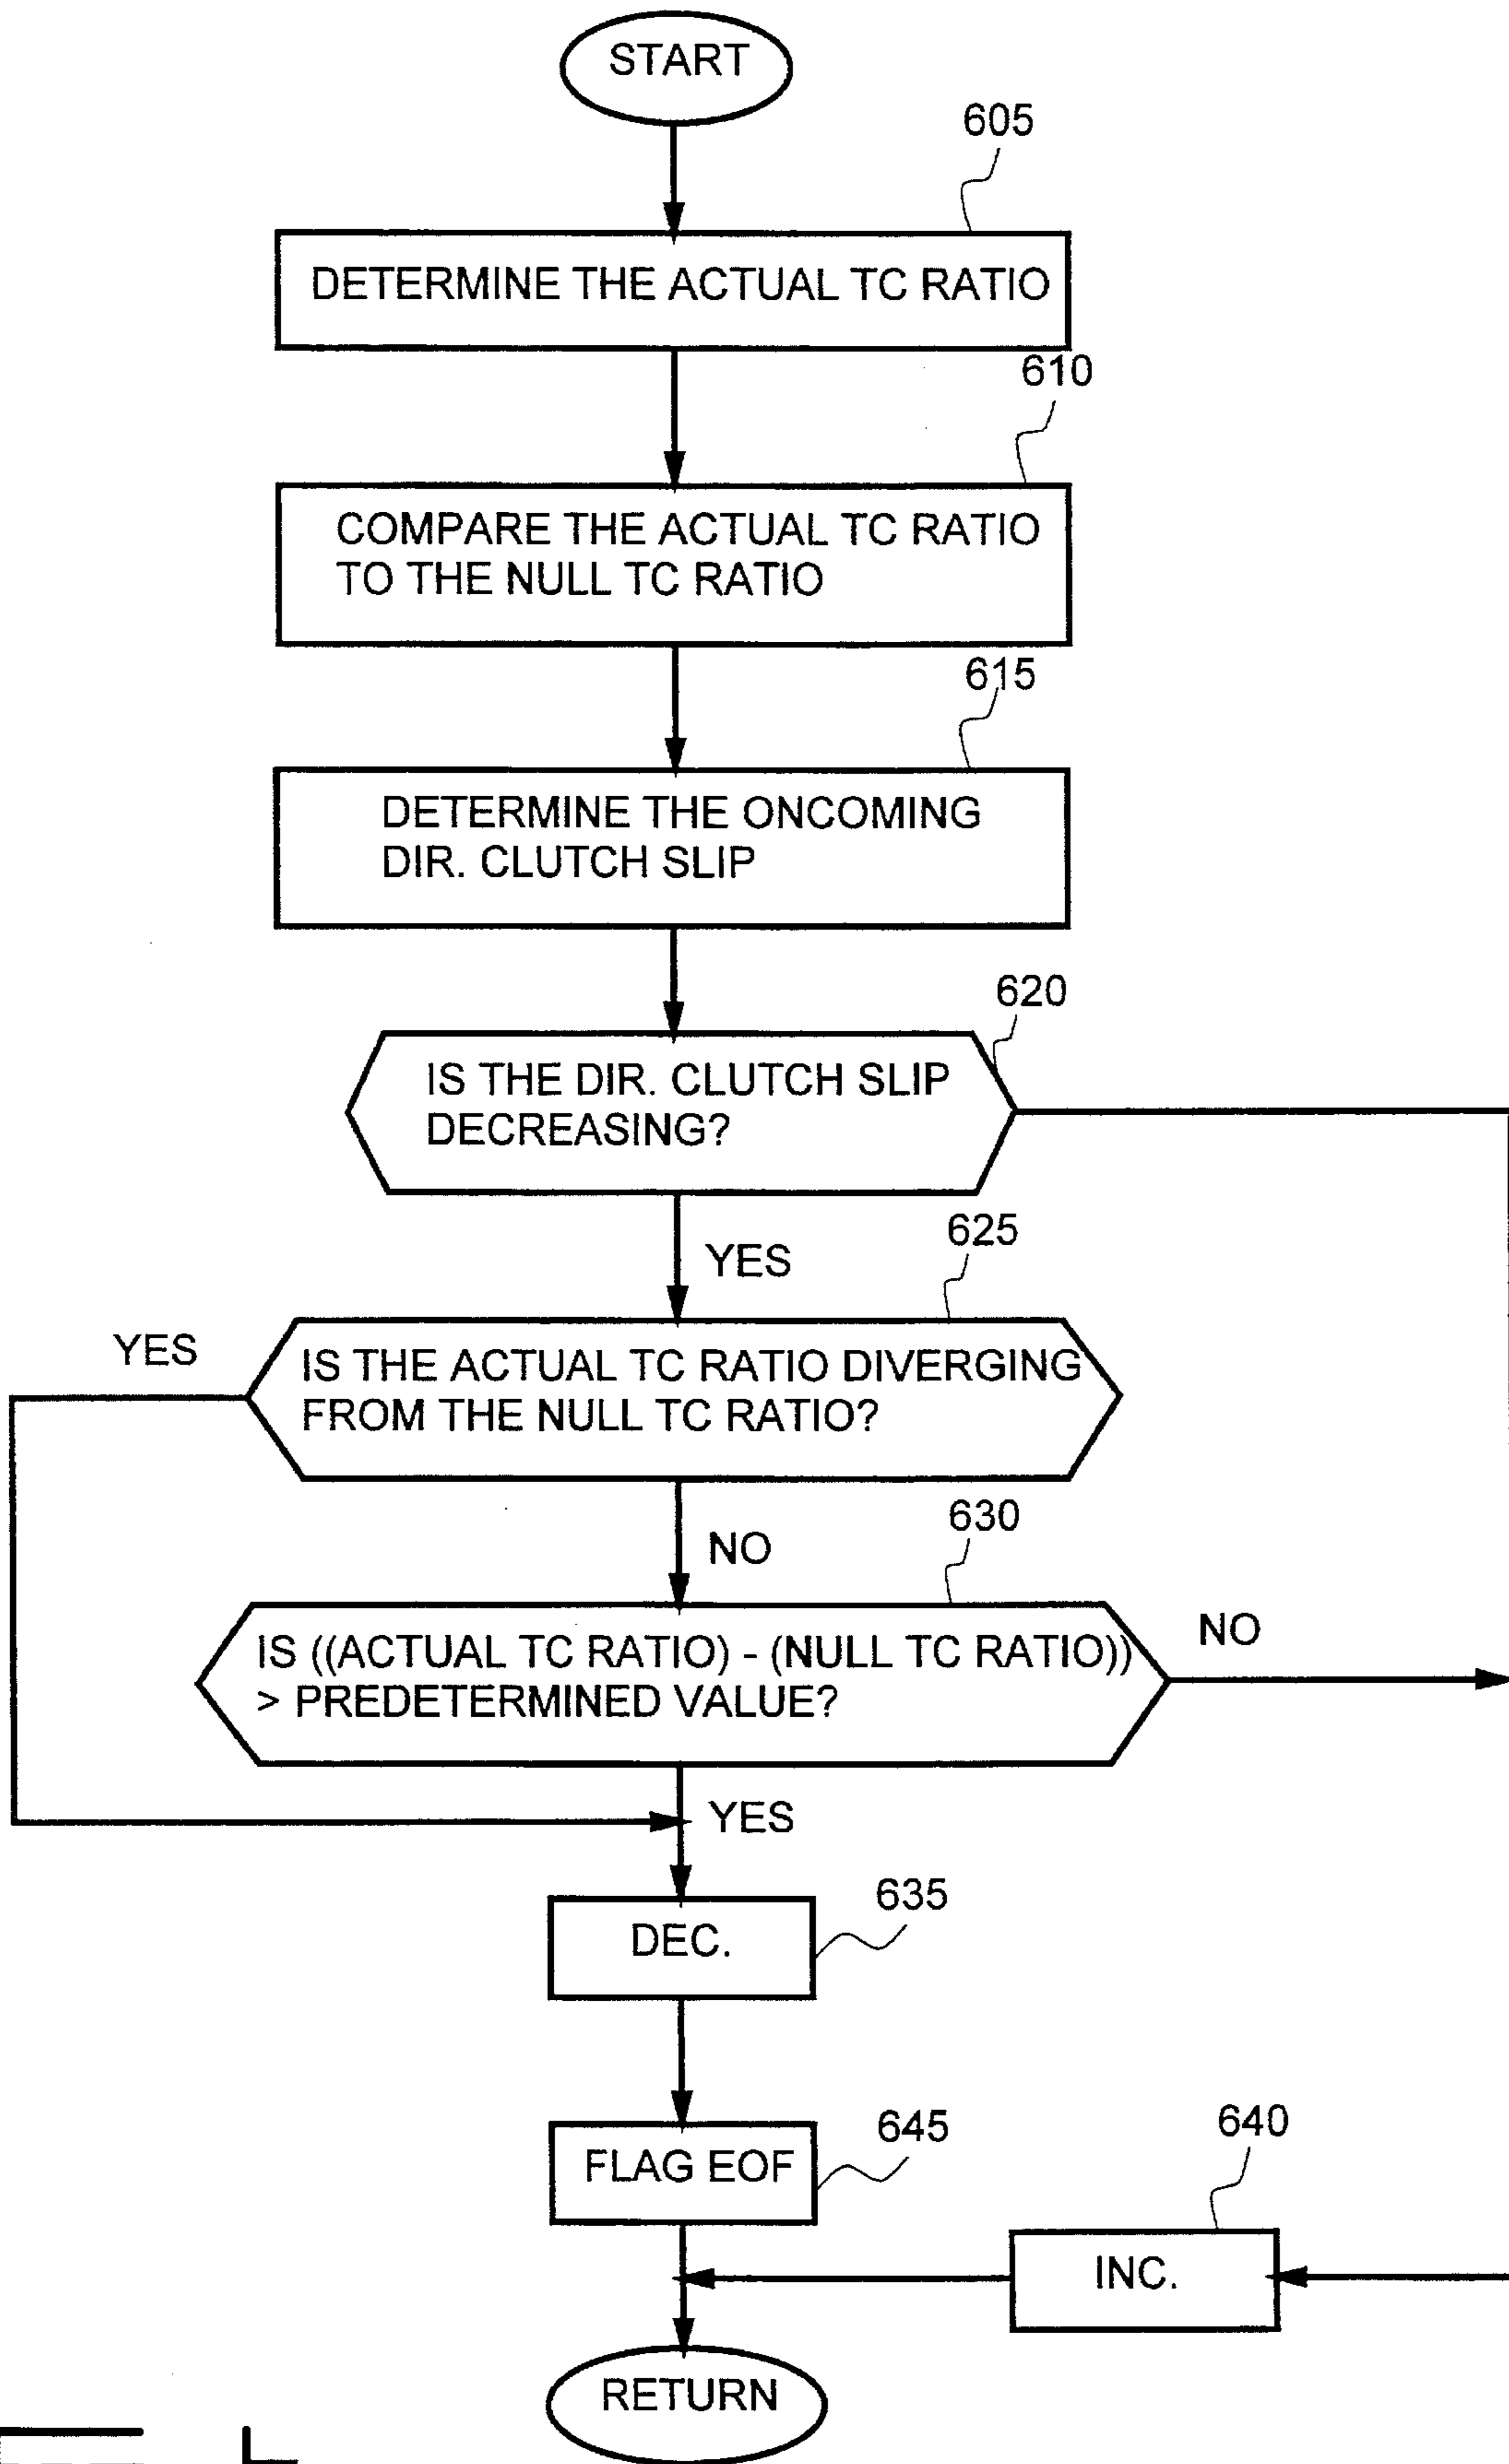 START
605
DETERMINE THE ACTUAL TC RATIO
610
COMPARE THE ACTUAL TC RATIO
TO THE NULL TC RATIO
615
DETERMINE THE ONCOMING
DIR. CLUTCH SLIP
620
IS THE DIR. CLUTCH SLIP
DECREASING?
YES
625
YES
IS THE ACTUAL TC RATIO DIVERGING
FROM THE NULL TC RATIO?
NO
630
IS ((ACTUAL TC RATIO) - (NULL TC RATIO))
> PREDETERMINED VALUE?
NO
YES
635
DEC.
645
FLAG EOF
640
INC.
RETURN